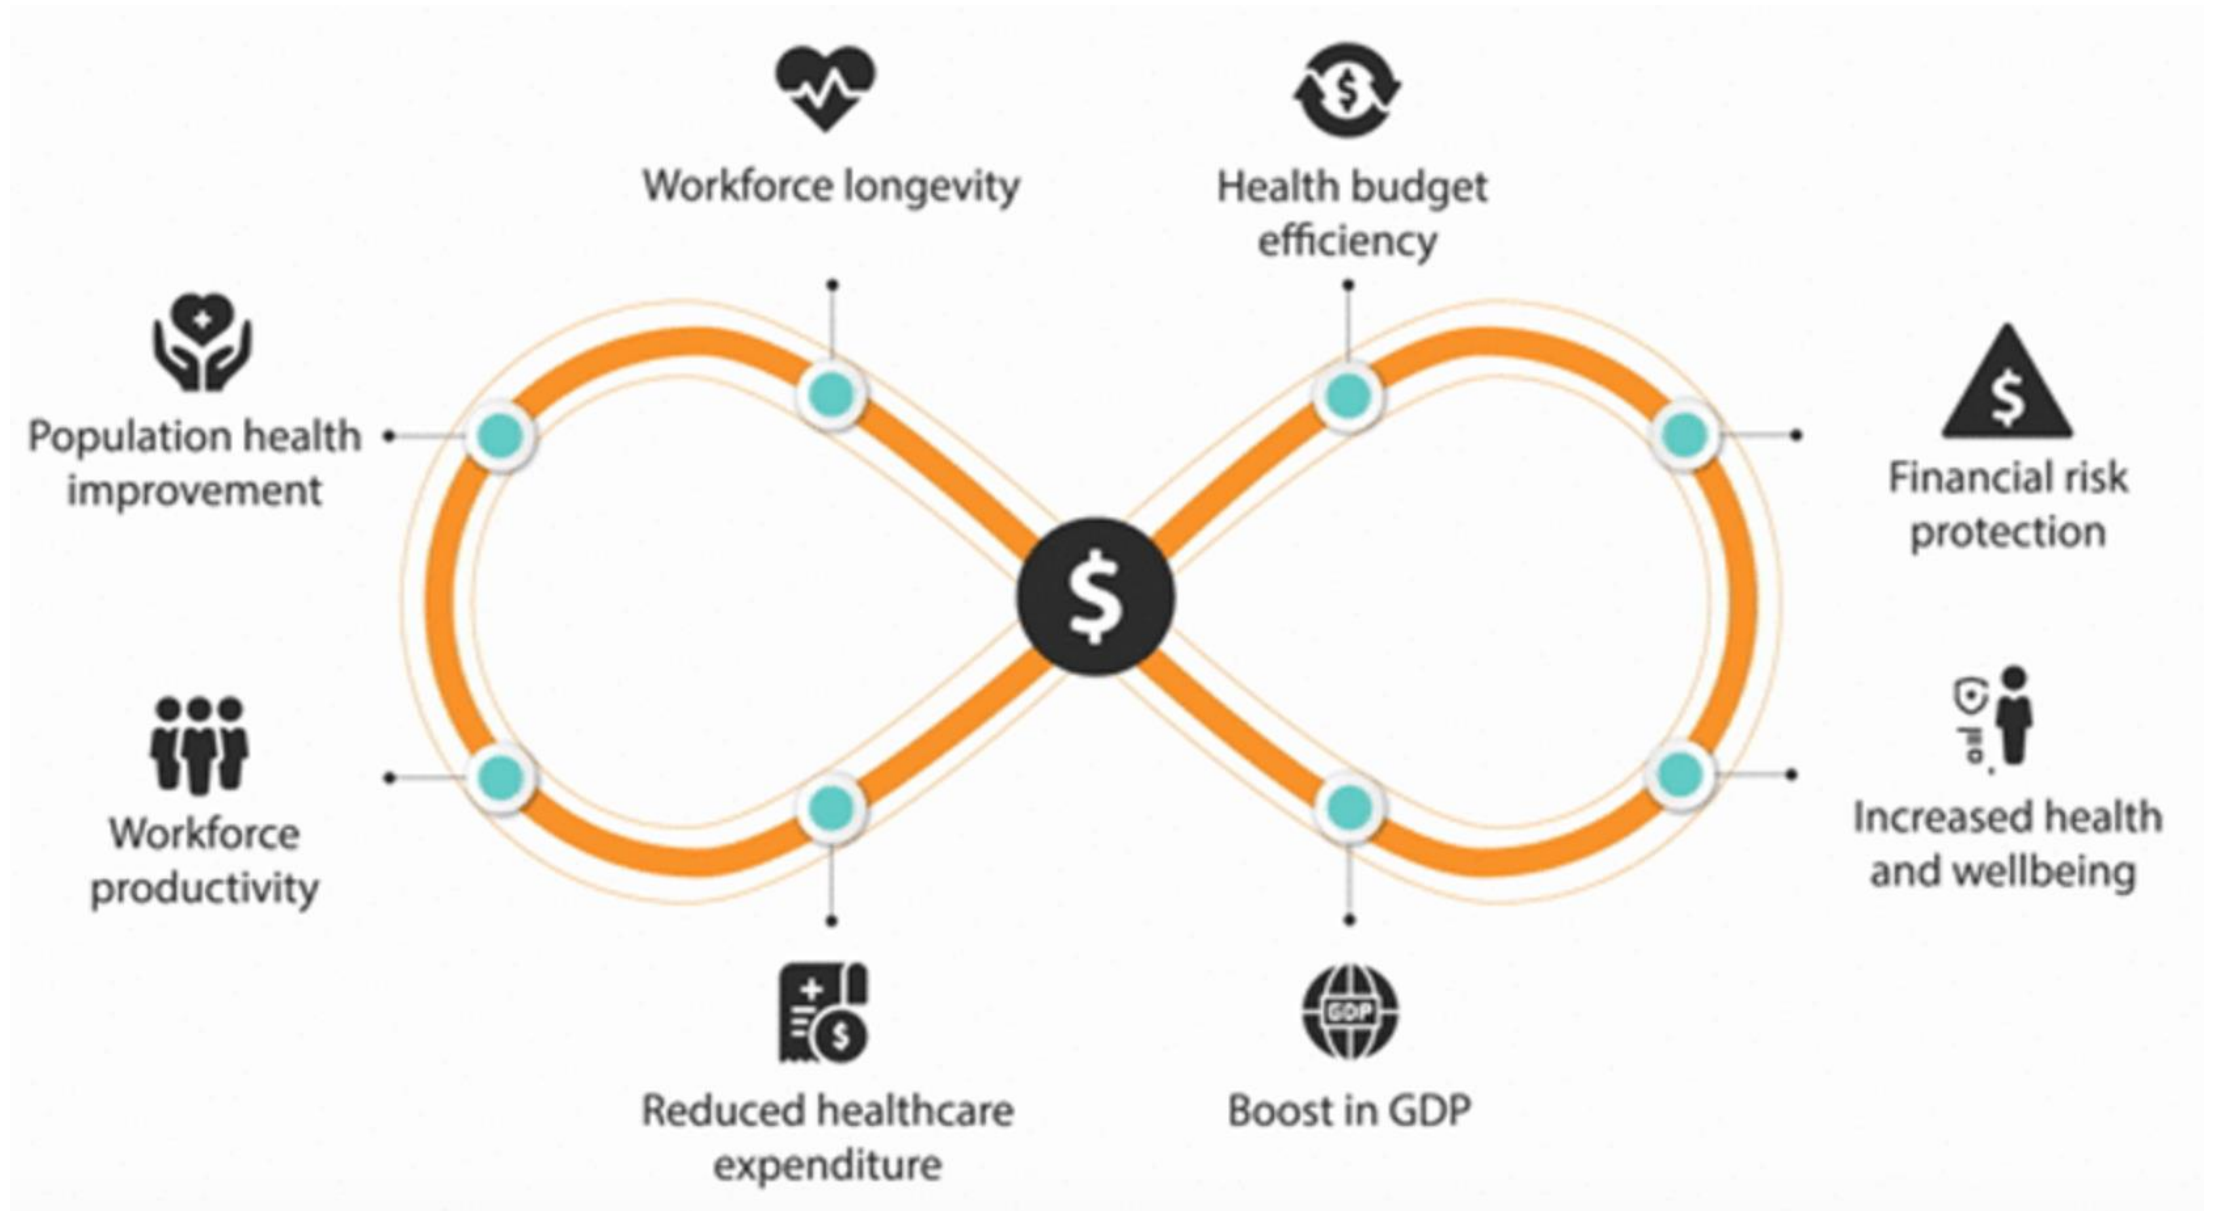 Workforce longevity
$
Health budget
efficiency
Population health
improvement
$
Financial risk
protection
$
Workforce
productivity
Increased health
and wellbeing
$
Reduced healthcare
expenditure
GDP
Boost in GDP